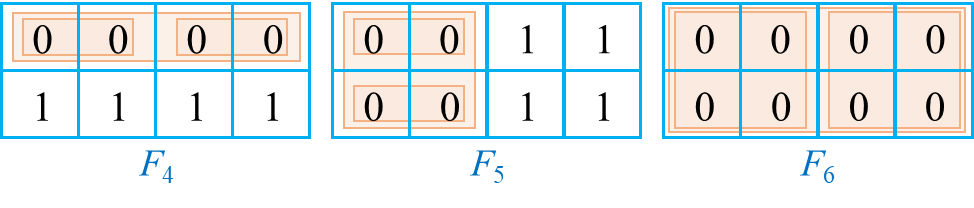 0 0 0 0 0 0 1 1 0 0 0 0
1 1 1 1 0 0 1 1 0 0 0 0
F4 F5 F6